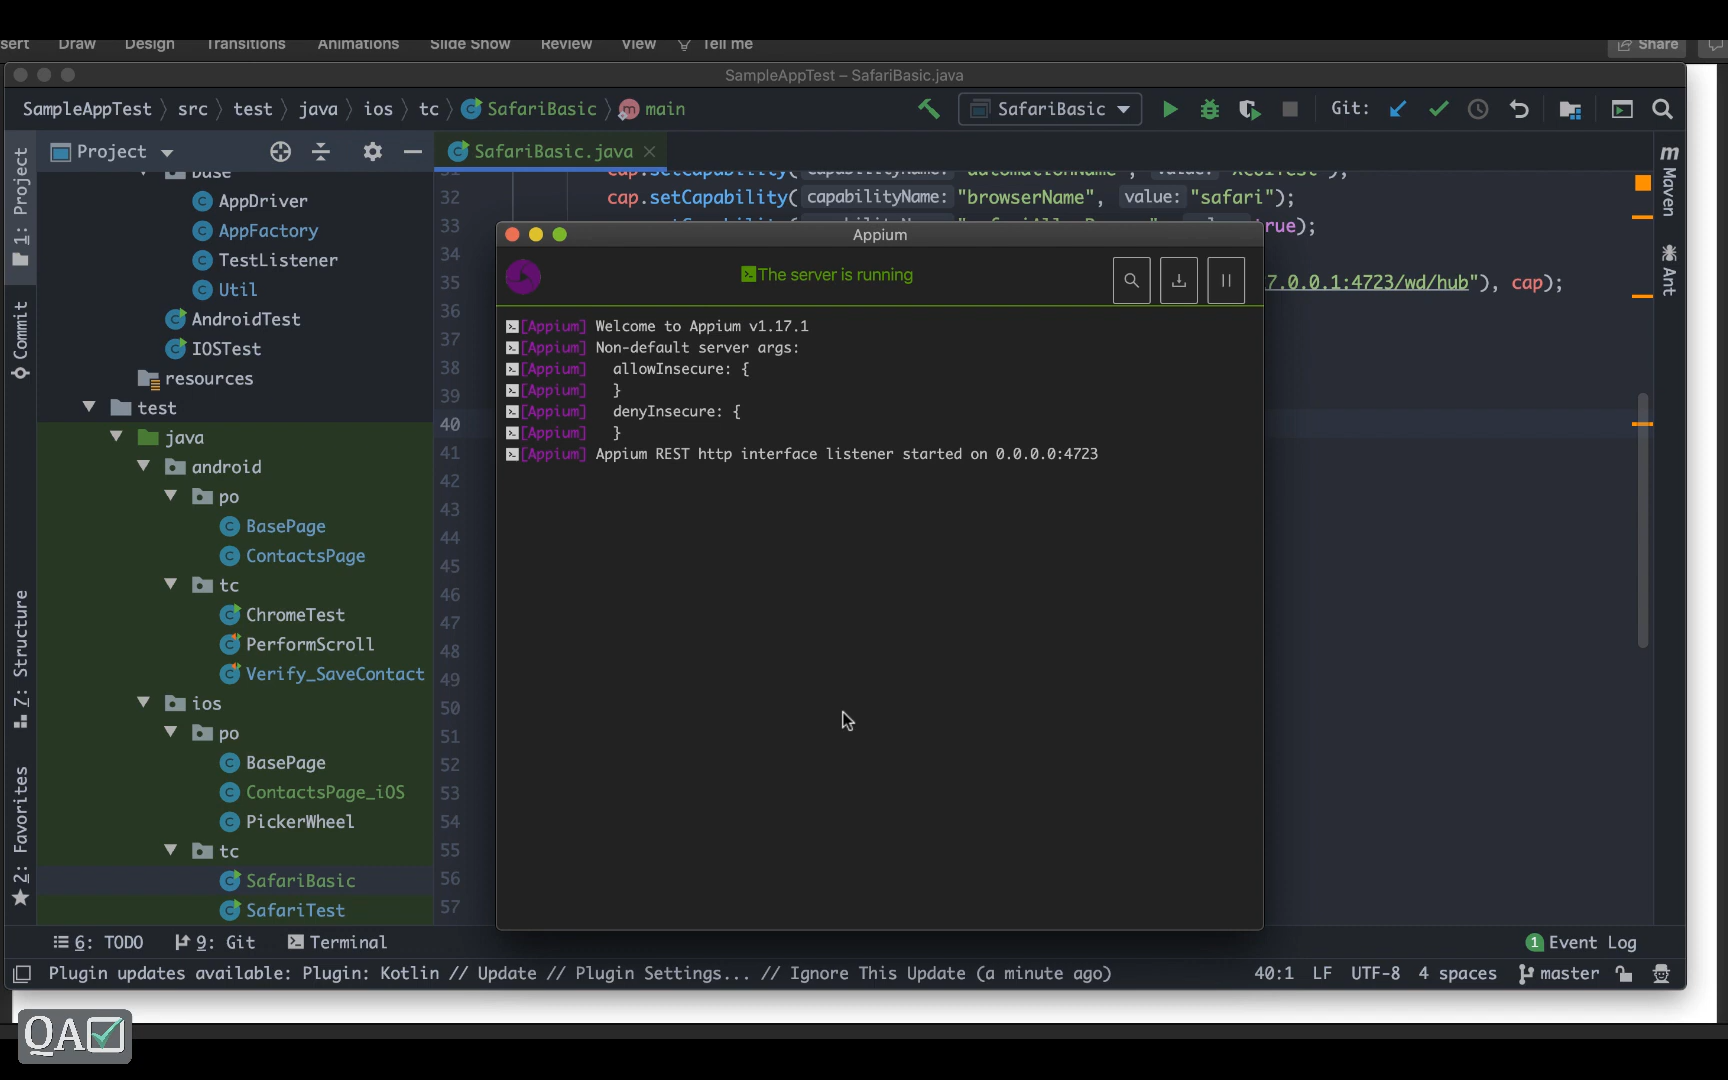 sert Draw Design Transitions Animations Slide Show Review View Tell me Share
SampleAppTest – SafariBasic.java
SampleAppTest src test java ios tc SafariBasic main SafariBasic Git:
Project SafariBasic.java
1: Project
Commit
7: Structure
2: Favorites
base
AppDriver
AppFactory
TestListener
Util
AndroidTest
IOSTest
resources
test
java
android
po
BasePage
ContactsPage
tc
ChromeTest
PerformScroll
Verify_SaveContact
ios
po
BasePage
ContactsPage_iOS
PickerWheel
tc
SafariBasic
SafariTest
31
32 cap.setCapability( capabilityName: "browserName", value: "safari");
33 rue);
34
35 7.0.0.1:4723/wd/hub"), cap);
36
37
38
39
40
41
42
43
44
45
46
47
48
49
50
51
52
53
54
55
56
57
Appium
The server is running
[Appium] Welcome to Appium v1.17.1
[Appium] Non-default server args:
[Appium] allowInsecure: {
[Appium] }
[Appium] denyInsecure: {
[Appium] }
[Appium] Appium REST http interface listener started on 0.0.0.0:4723
m Maven
Ant
6: TODO 9: Git Terminal 1 Event Log
Plugin updates available: Plugin: Kotlin // Update // Plugin Settings... // Ignore This Update (a minute ago) 40:1 LF UTF-8 4 spaces master
QA